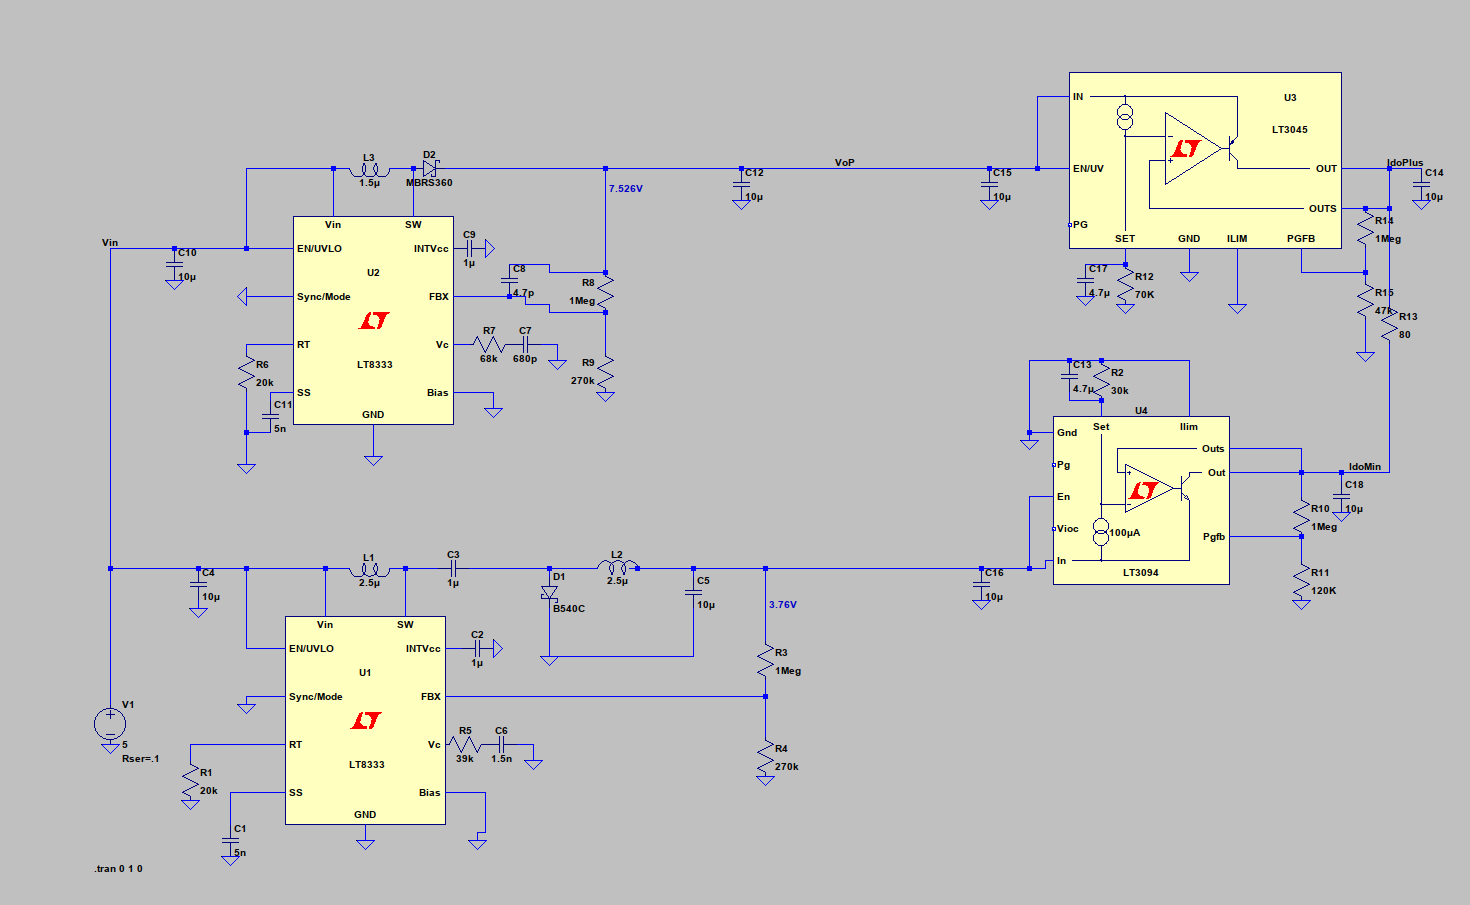 IN
U3
LT3045
EN/UV
OUT
OUTS
PG
SET
GND
ILIM
PGFB
IdoPlus
C14
10µ
R14
1Meg
R15
47k
R13
80
C17
4.7µ
R12
70K
VoP
C12
10µ
C15
10µ
L3
1.5µ
D2
MBRS360
7.526V
Vin
C10
10µ
Vin
SW
EN/UVLO
INTVcc
U2
Sync/Mode
FBX
RT
Vc
LT8333
SS
Bias
GND
C9
1µ
C8
4.7p
R8
1Meg
R7
68k
C7
680p
R9
270k
R6
20k
C11
5n
C13
4.7µ
R2
30k
U4
Set
Ilim
Gnd
Outs
Pg
Out
En
Vioc
100µA
Pgfb
In
LT3094
IdoMin
C18
10µ
R10
1Meg
R11
120K
C4
10µ
L1
2.5µ
C3
1µ
L2
2.5µ
D1
B540C
C5
10µ
3.76V
C16
10µ
Vin
SW
EN/UVLO
INTVcc
U1
Sync/Mode
FBX
RT
Vc
LT8333
SS
Bias
GND
C2
1µ
R3
1Meg
R5
39k
C6
1.5n
R4
270k
V1
5
Rser=.1
R1
20k
C1
5n
.tran 0 1 0